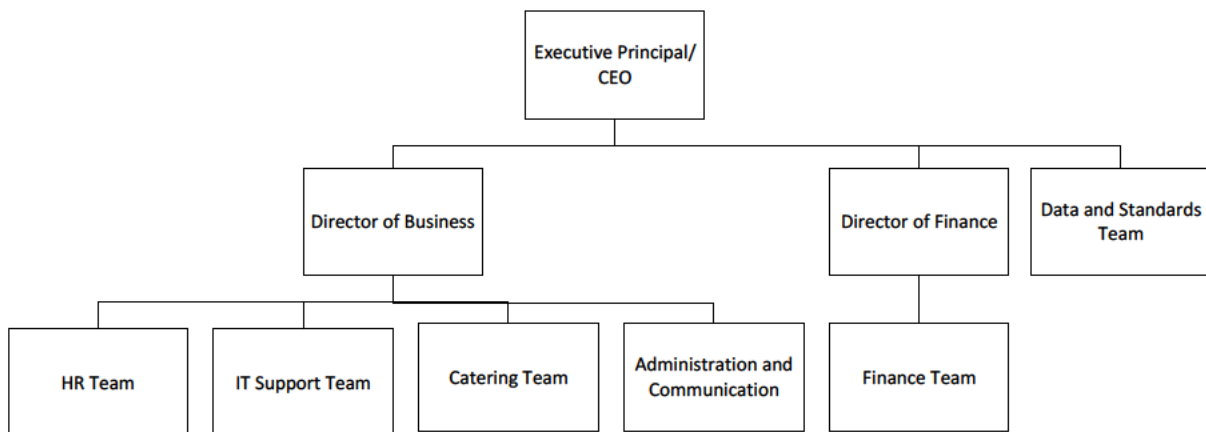 Executive Principal/
CEO
Director of Business
Director of Finance
Data and Standards
Team
HR Team
IT Support Team
Catering Team
Administration and
Communication
Finance Team